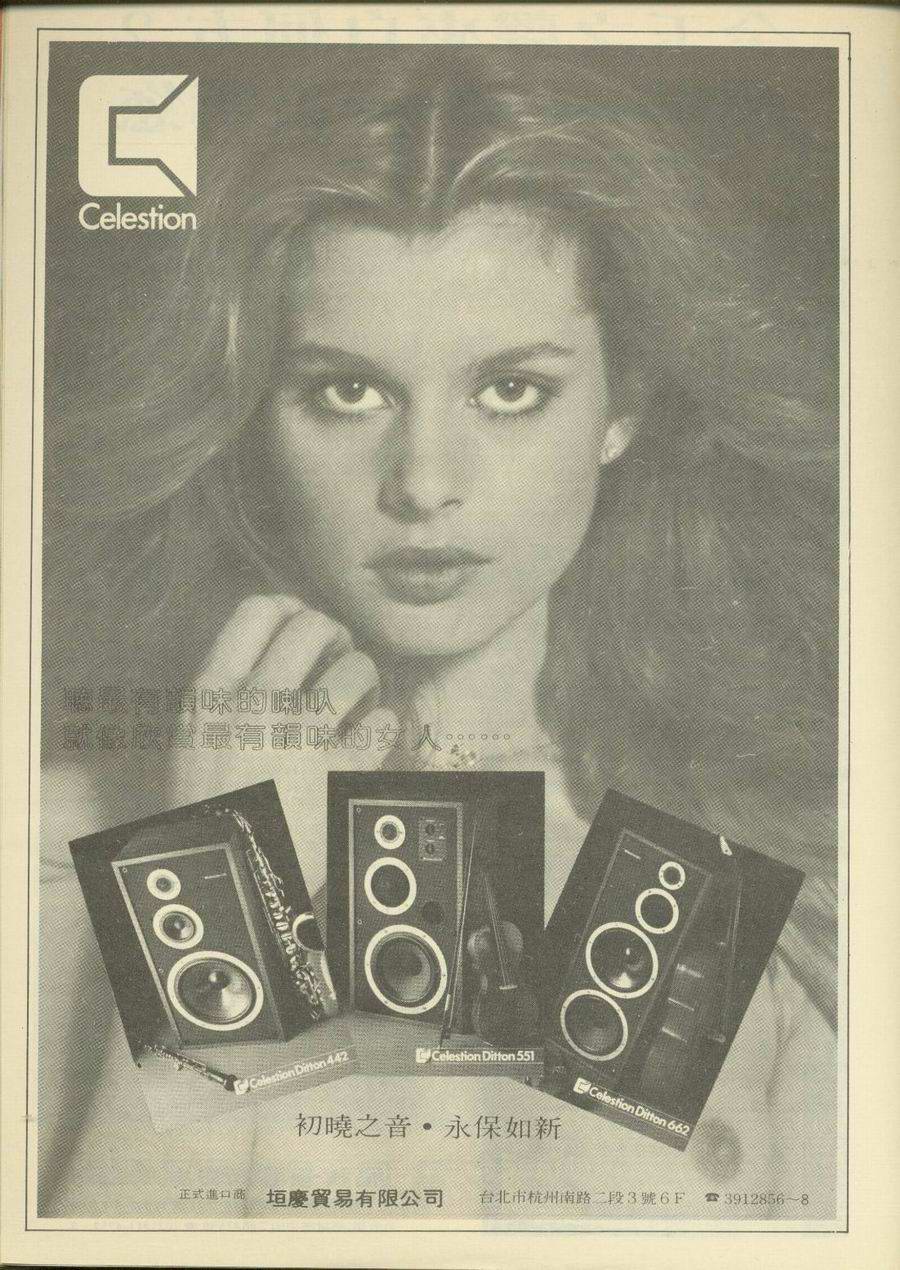 Celestion
聽最有韻味的喇叭
就像欣賞最有韻味的女人……
Celestion Ditton 442
Celestion Ditton 551
Celestion Ditton 662
初曉之音•永保如新
正式進口商 垣慶貿易有限公司 台北市杭州南路二段3號6F ☎3912856～8